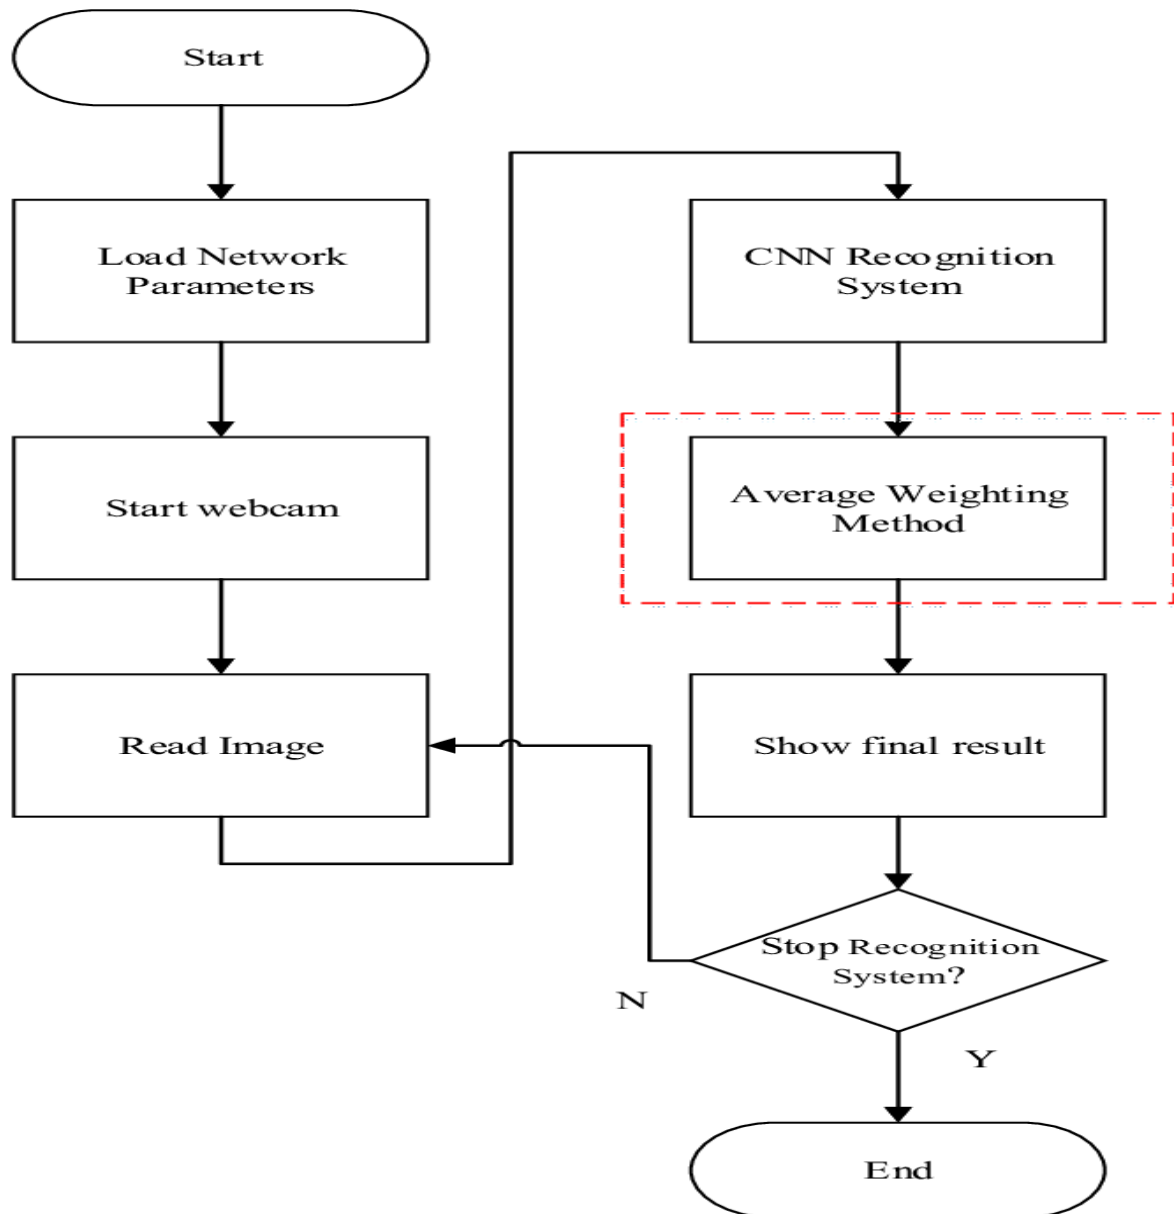 Start
Load Network
Parameters
Start webcam
Read Image
CNN Recognition
System
Average Weighting
Method
Show final result
Stop Recognition
System?
N
Y
End